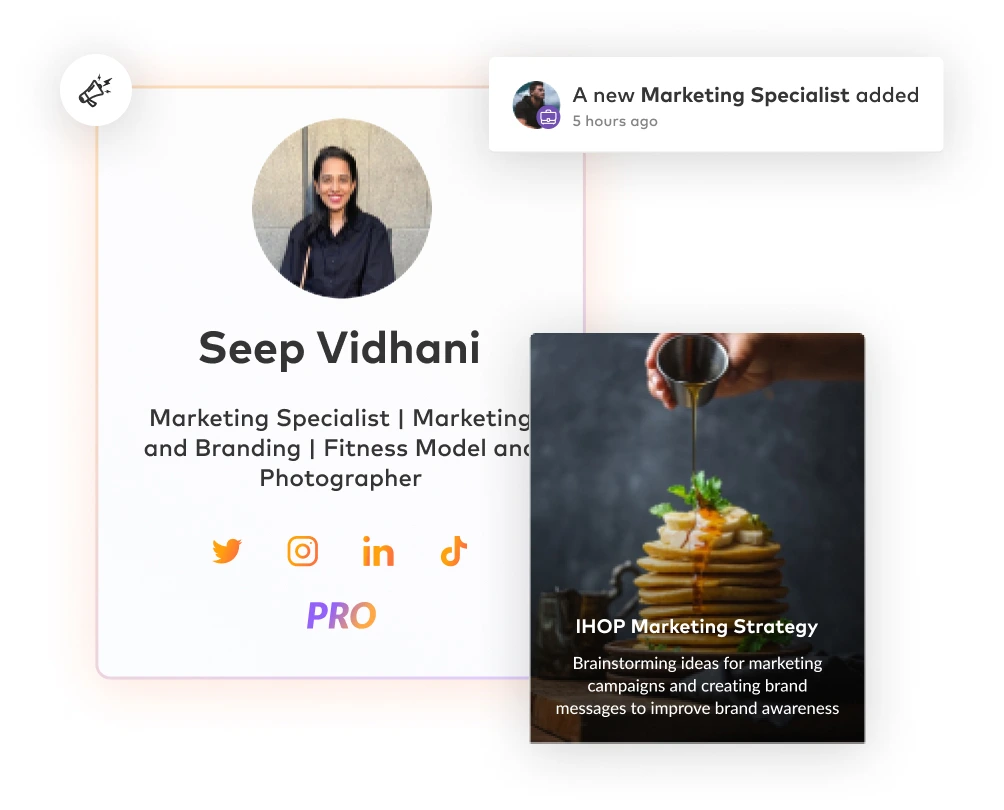 A new Marketing Specialist added
5 hours ago
Seep Vidhani
Marketing Specialist | Marketing
and Branding | Fitness Model and
Photographer
in
PRO
IHOP Marketing Strategy
Brainstorming ideas for marketing
campaigns and creating brand
messages to improve brand awareness